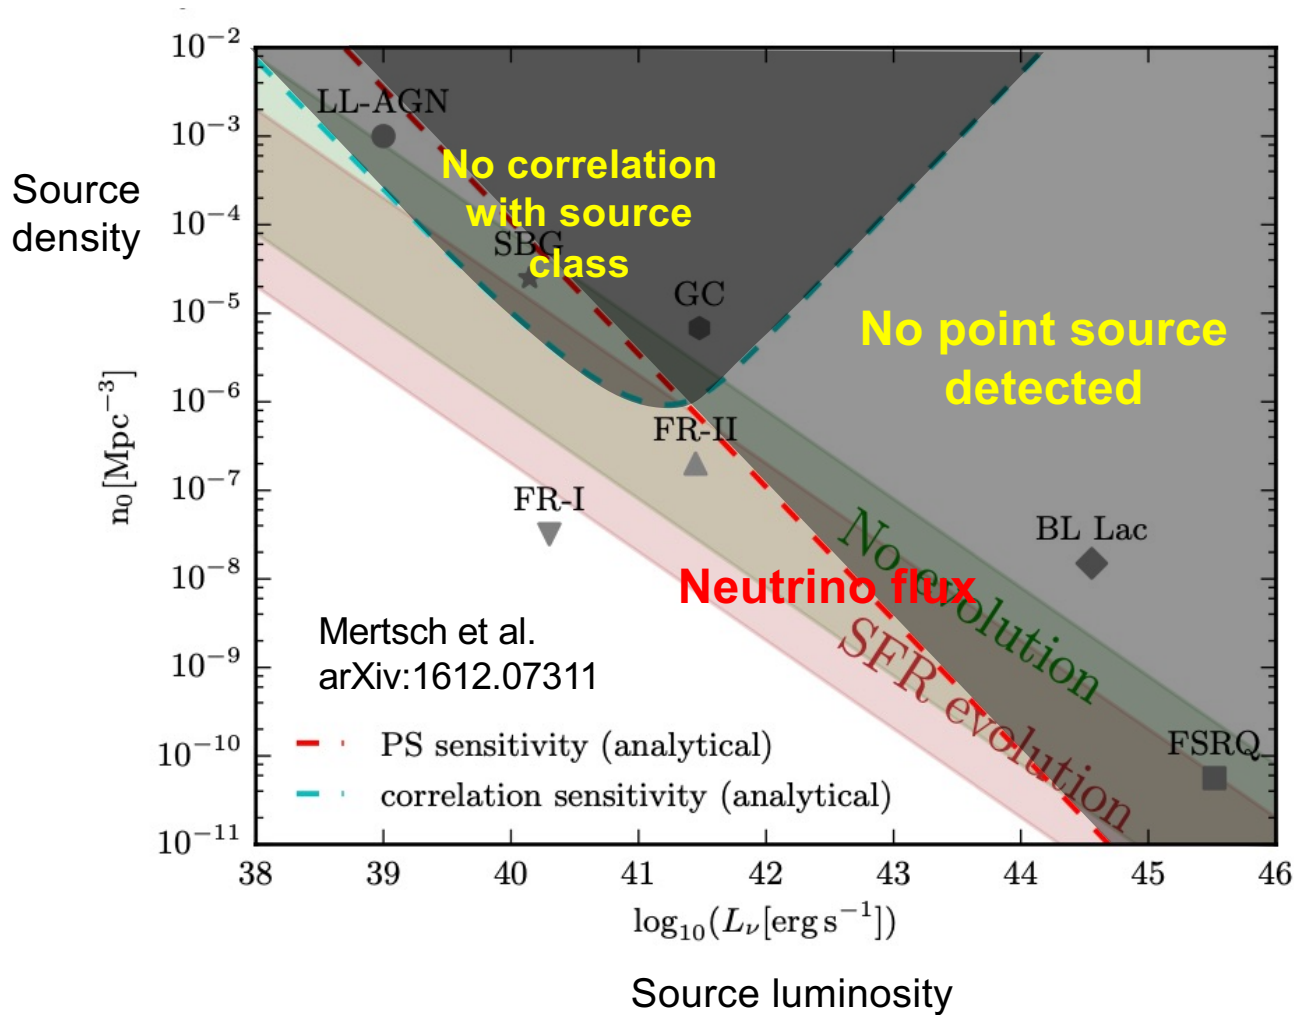 10⁻²
10⁻³
10⁻⁴
10⁻⁵
10⁻⁶
10⁻⁷
10⁻⁸
10⁻⁹
10⁻¹⁰
10⁻¹¹
Source
density
n₀[Mpc⁻³]
LL-AGN
No correlation
with source
class
SBG
GC
No point source
detected
FR-II
FR-I
BL Lac
No evolution
Neutrino flux
SFR evolution
FSRQ
Mertsch et al.
arXiv:1612.07311
PS sensitivity (analytical)
correlation sensitivity (analytical)
38 39 40 41 42 43 44 45 46
log₁₀(Lᵥ[erg s⁻¹])
Source luminosity